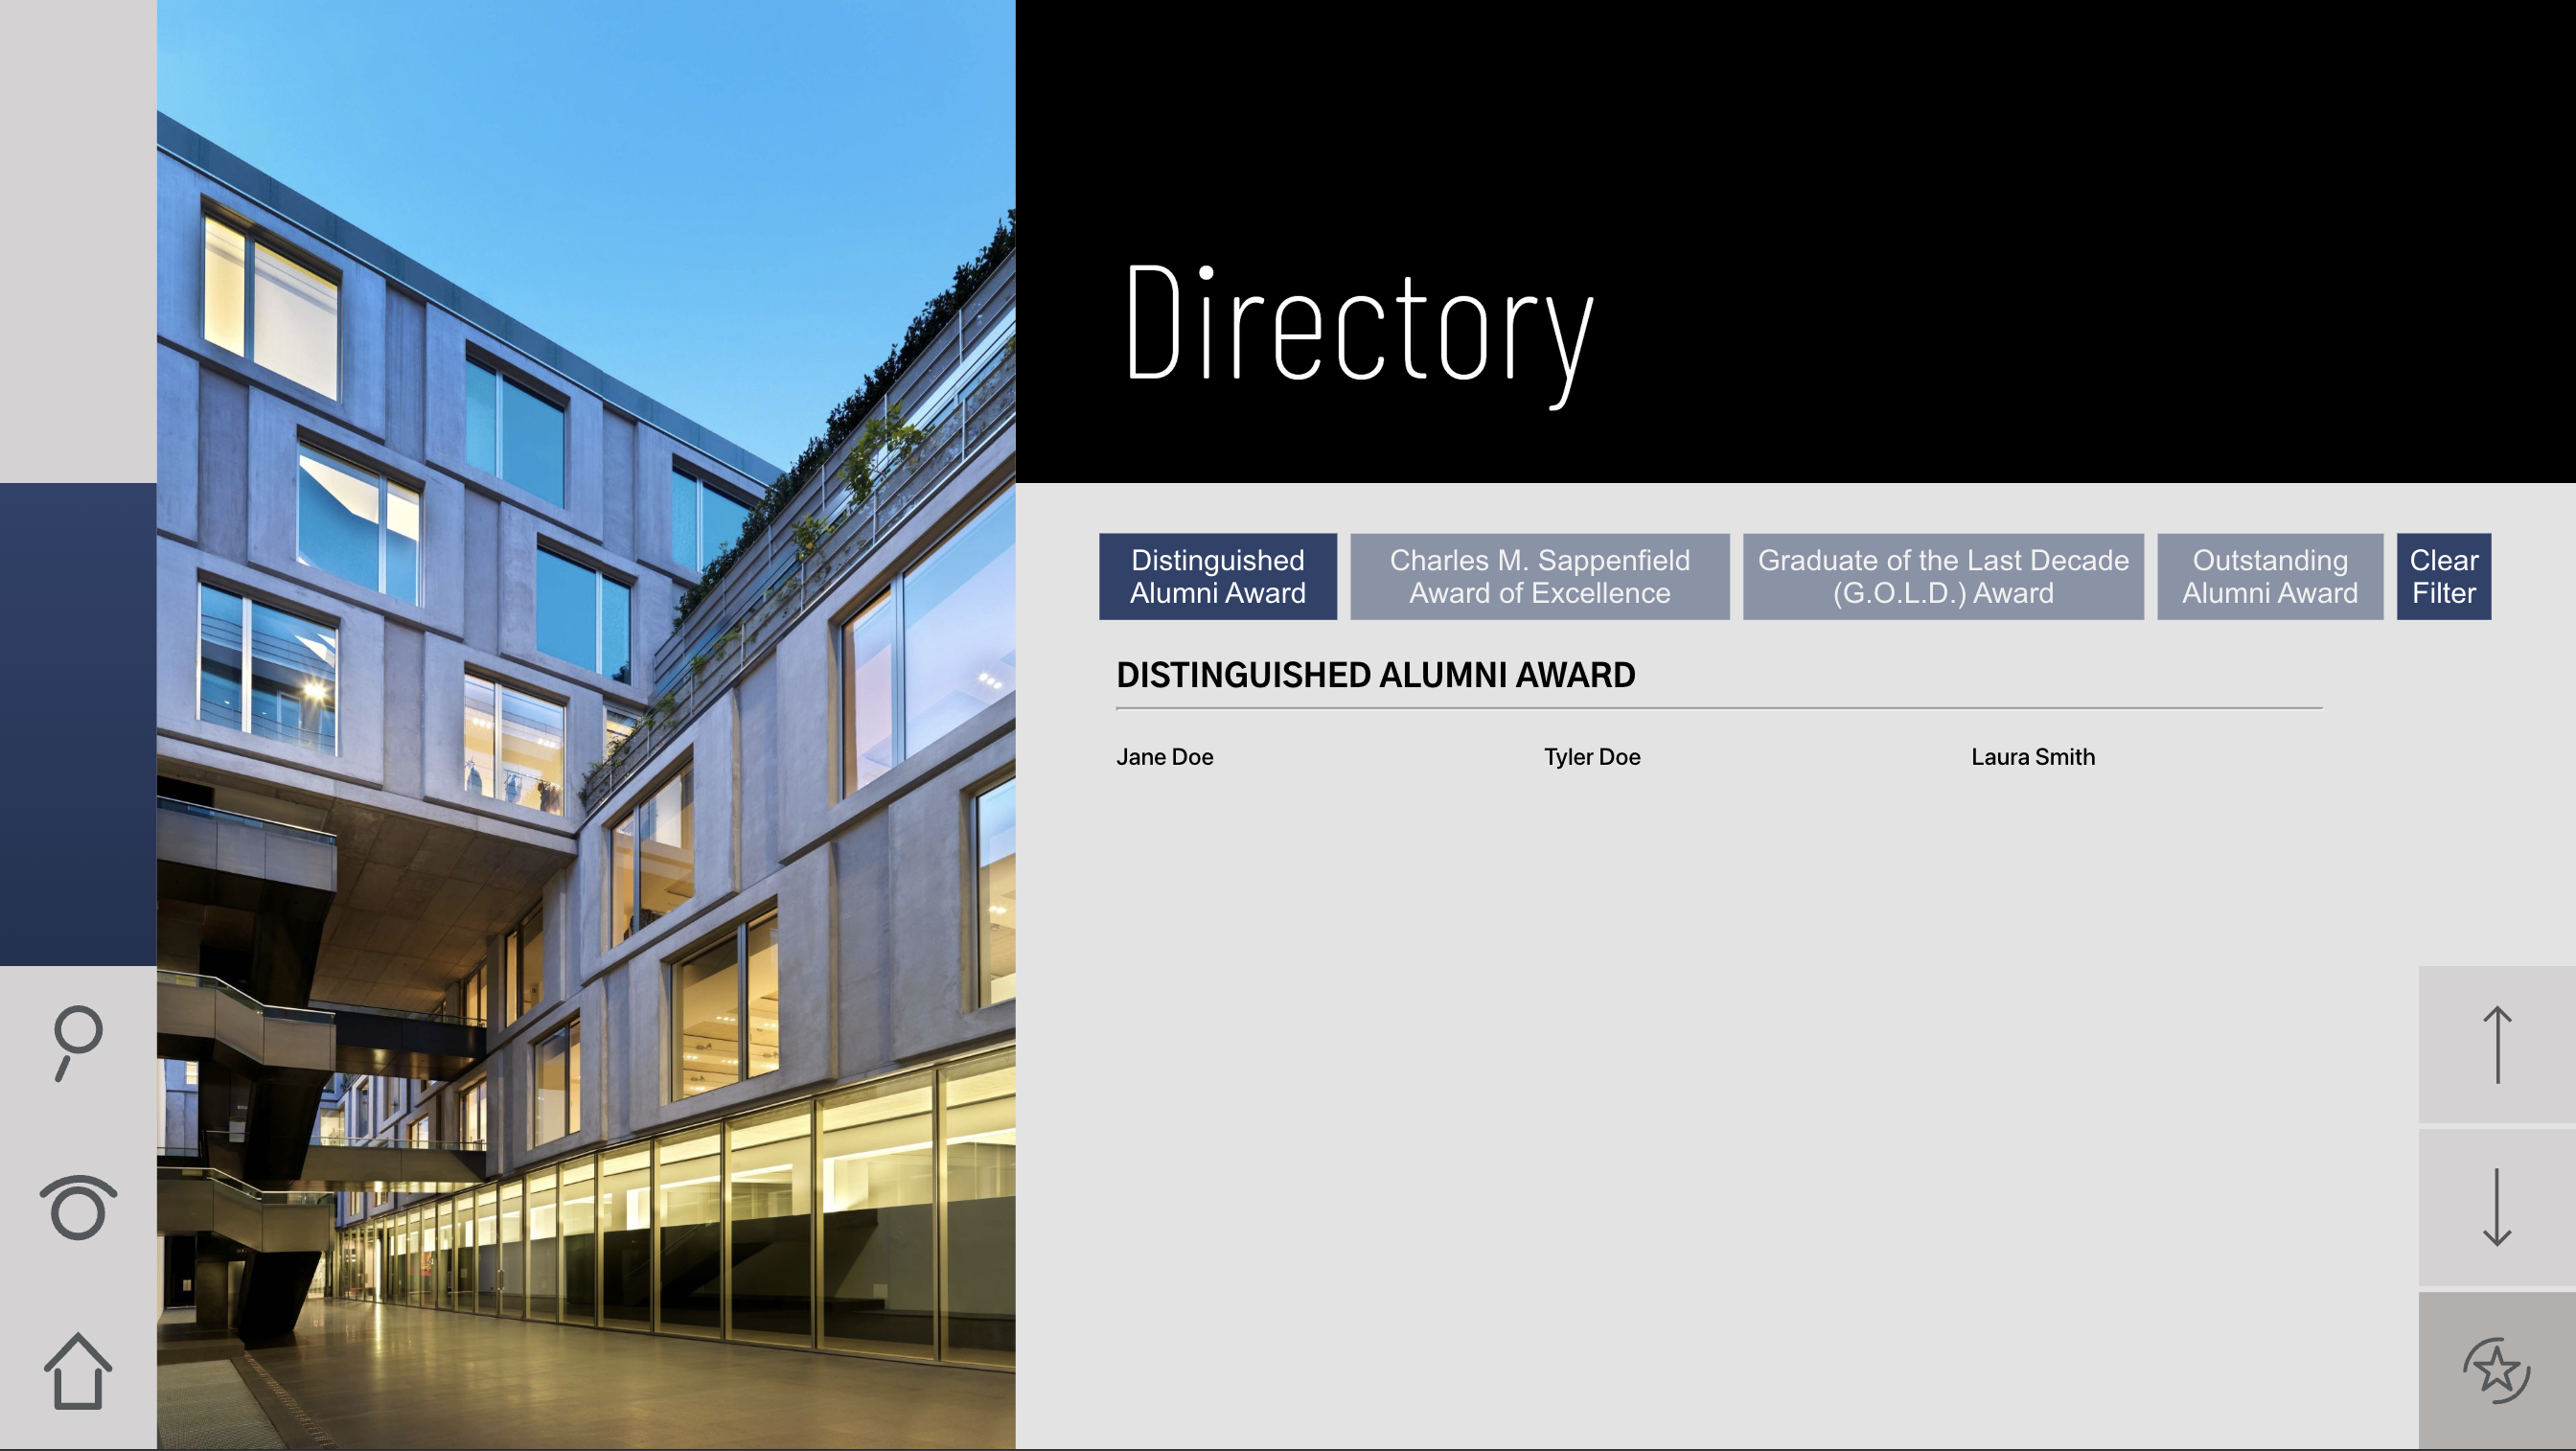 Directory
Distinguished
Alumni Award
Charles M. Sappenfield
Award of Excellence
Graduate of the Last Decade
(G.O.L.D.) Award
Outstanding
Alumni Award
Clear
Filter
DISTINGUISHED ALUMNI AWARD
Jane Doe
Tyler Doe
Laura Smith